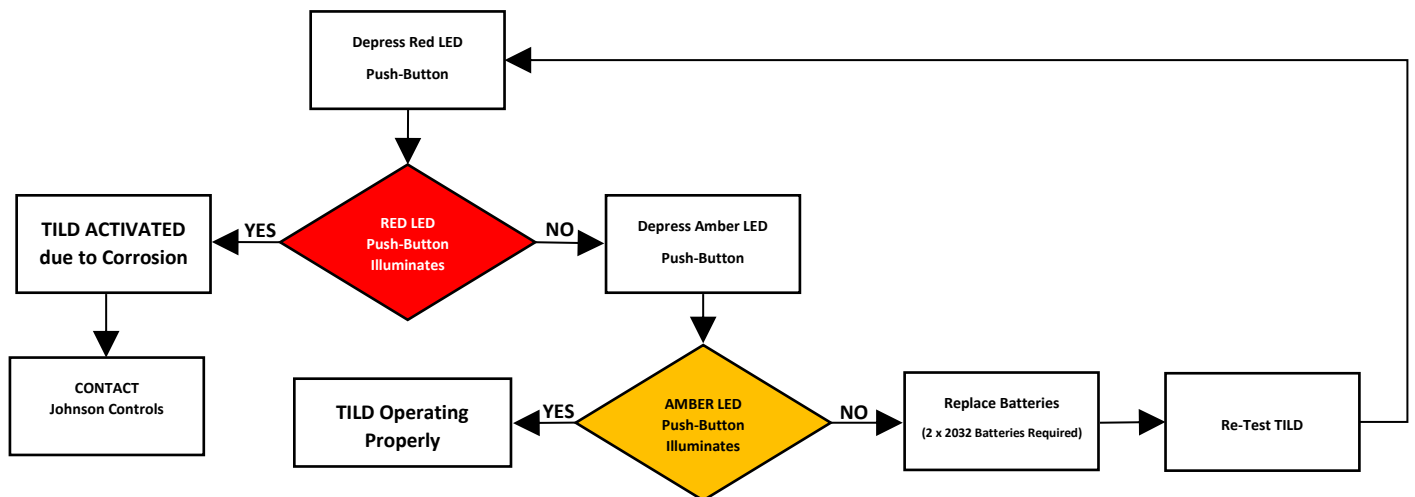 Depress Red LED
Push-Button
RED LED
Push-Button
Illuminates
YES
NO
TILD ACTIVATED
due to Corrosion
Depress Amber LED
Push-Button
CONTACT
Johnson Controls
TILD Operating
Properly
YES
AMBER LED
Push-Button
Illuminates
NO
Replace Batteries
(2 x 2032 Batteries Required)
Re-Test TILD